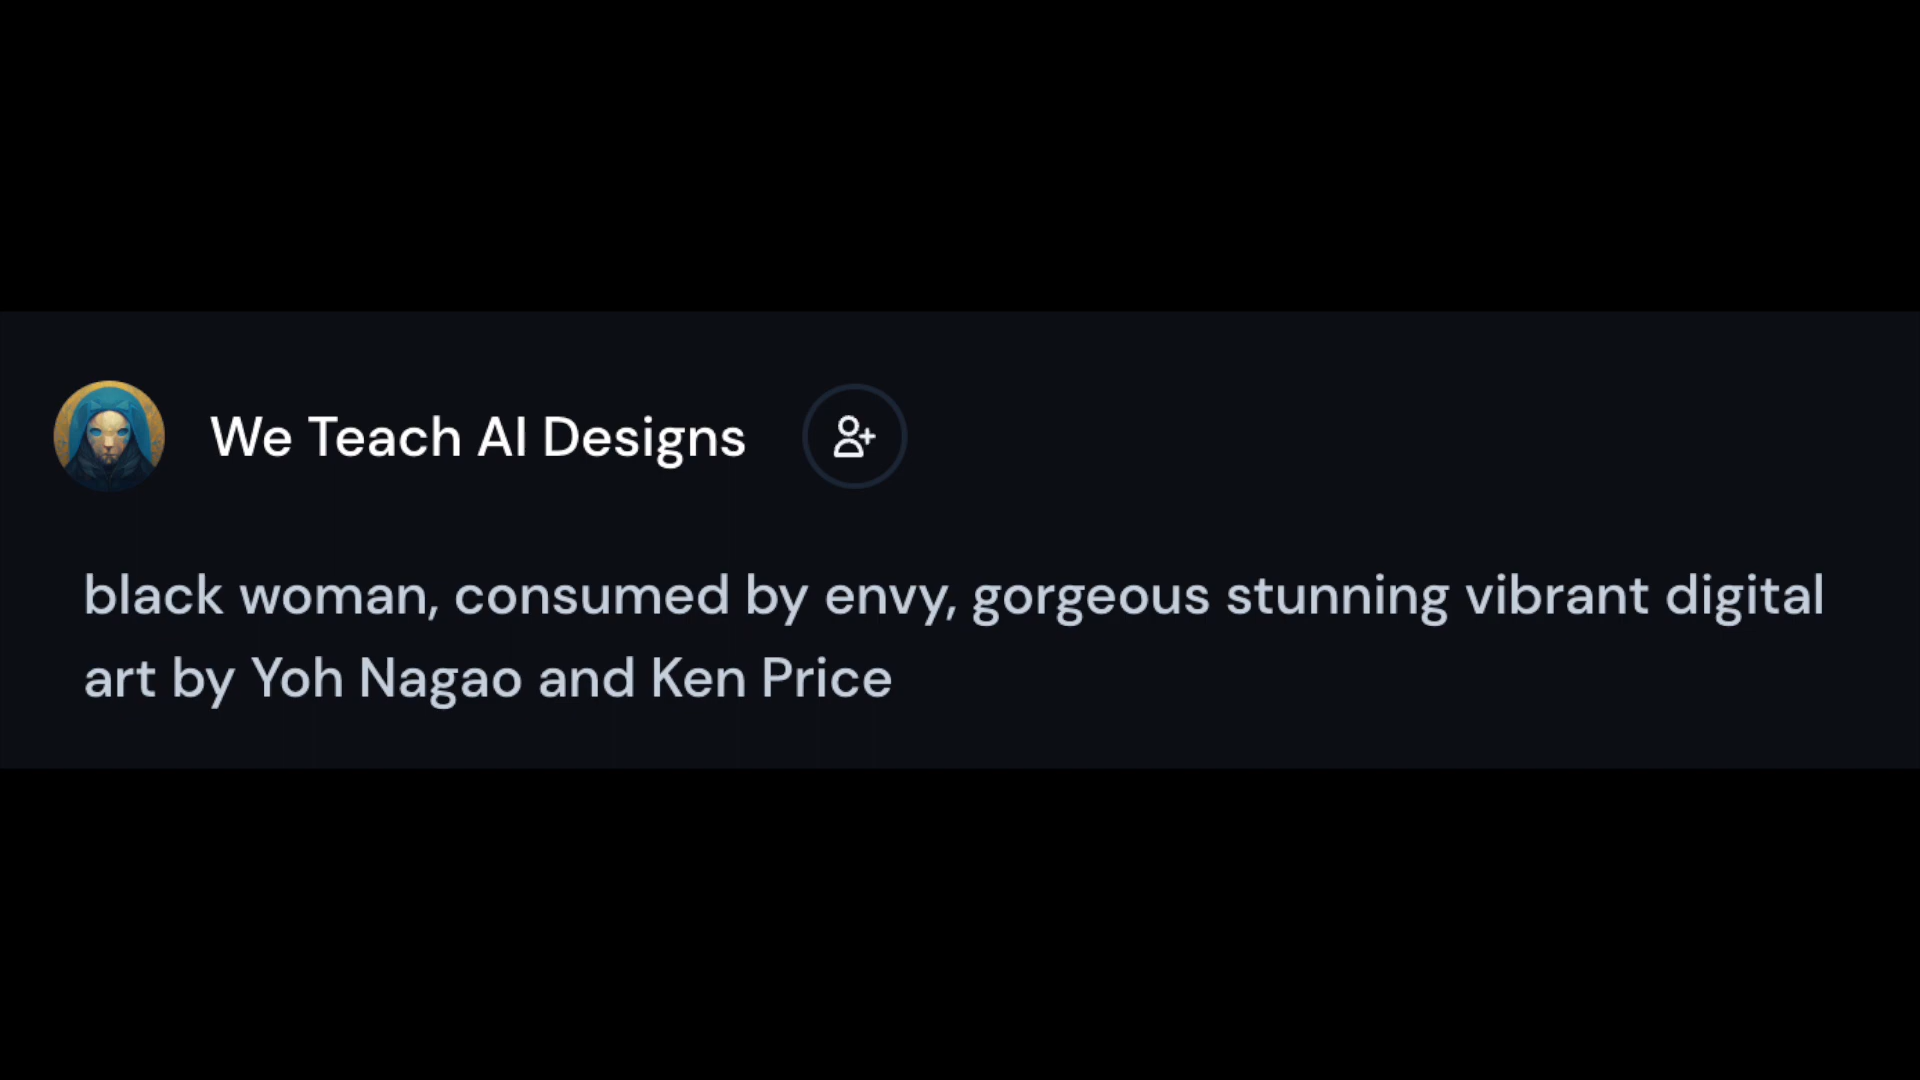 We Teach AI Designs
black woman, consumed by envy, gorgeous stunning vibrant digital
art by Yoh Nagao and Ken Price